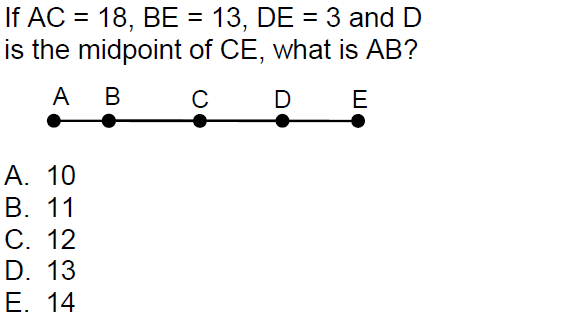 If AC = 18, BE = 13, DE = 3 and D
is the midpoint of CE, what is AB?
A B C D E
A. 10
B. 11
C. 12
D. 13
E. 14